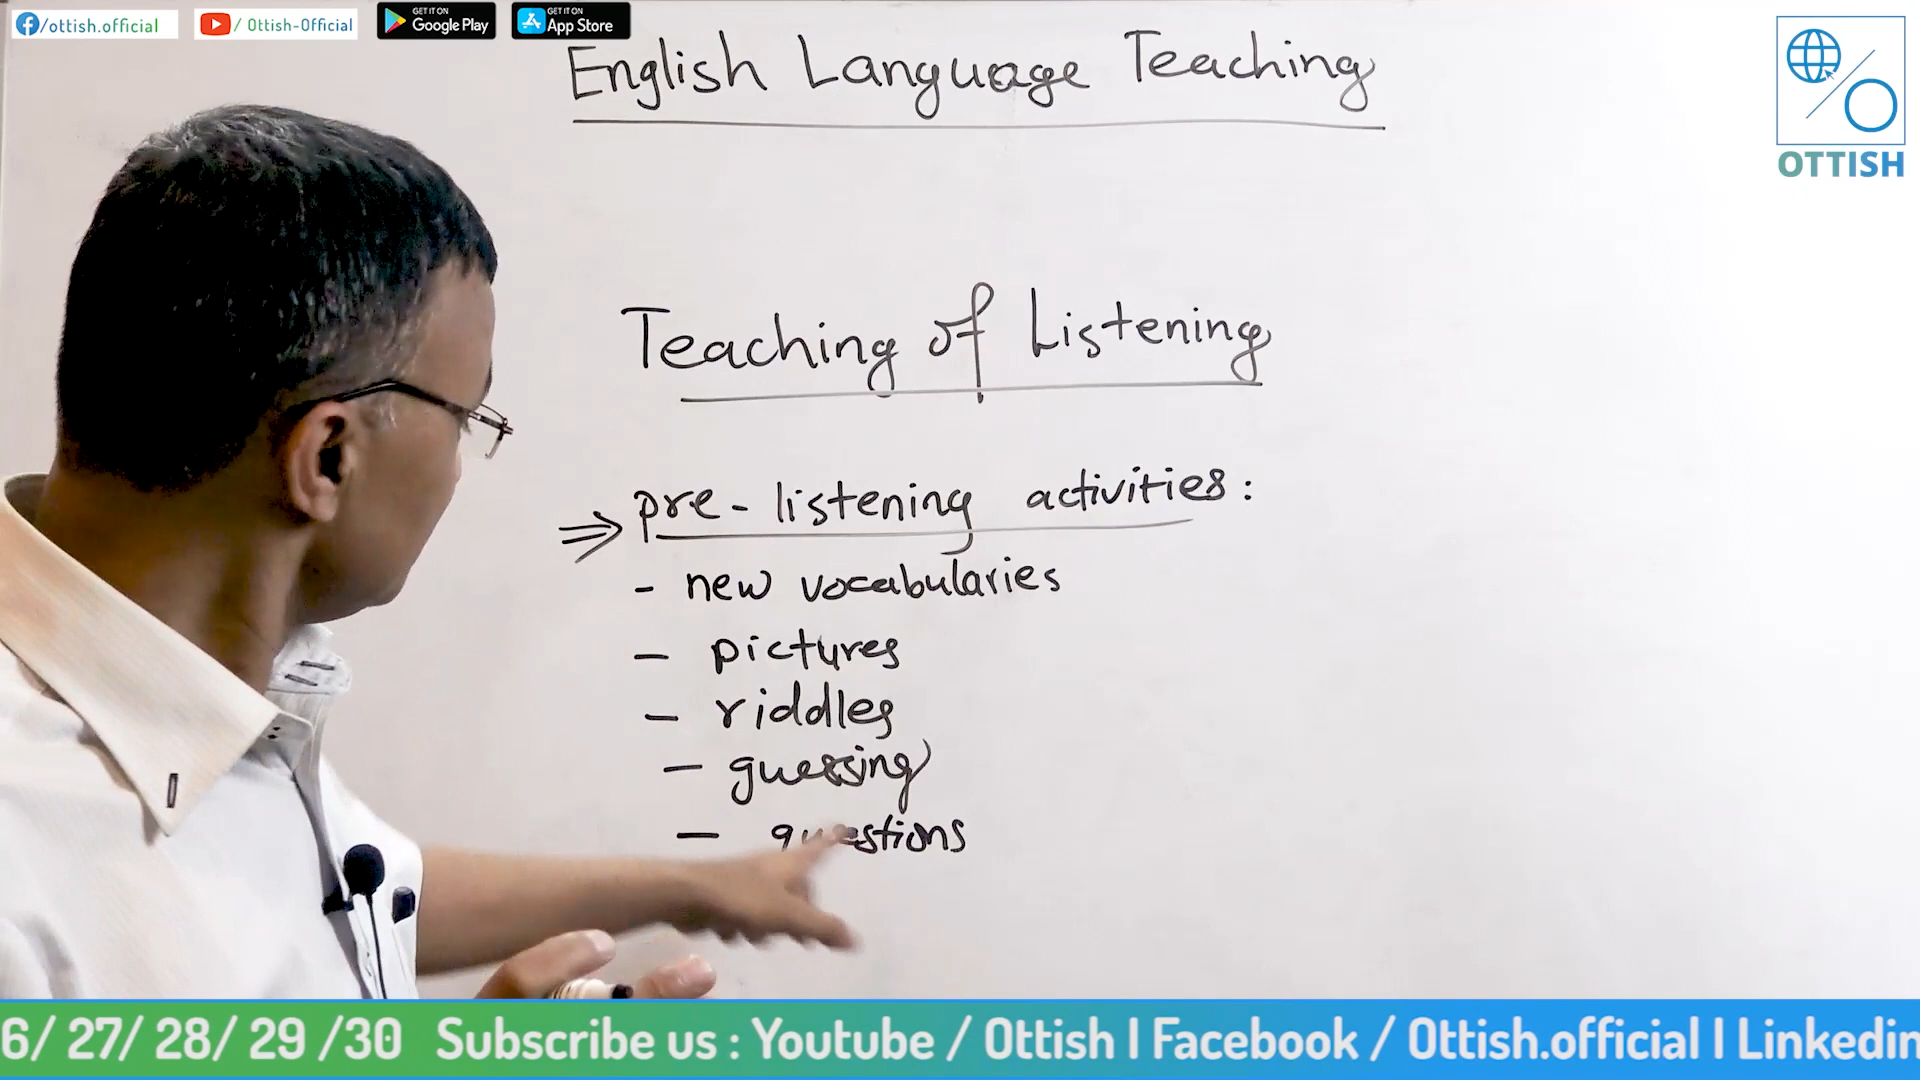 /ottish.official
/ Ottish-Official
GET IT ON
Google Play
GET IT ON
App Store
OTTISH
English Language Teaching
Teaching of Listening
⇒ pre-listening activities:
- new vocabularies
- pictures
- riddles
- guessing
- questions
6/ 27/ 28/ 29 /30 Subscribe us : Youtube / Ottish I Facebook / Ottish.official I Linkedin